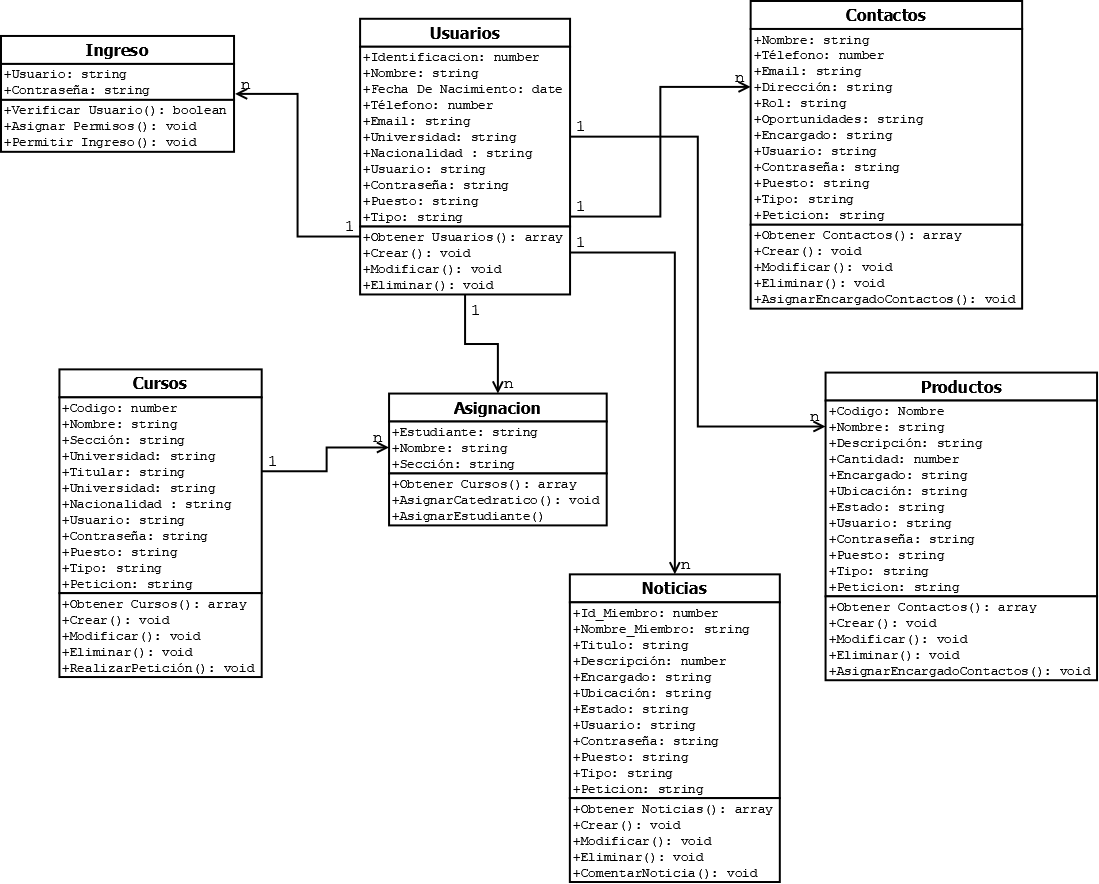 Ingreso
+Usuario: string
+Contraseña: string
+Verificar Usuario(): boolean
+Asignar Permisos(): void
+Permitir Ingreso(): void
n
1
Usuarios
+Identificacion: number
+Nombre: string
+Fecha De Nacimiento: date
+Télefono: number
+Email: string
+Universidad: string
+Nacionalidad : string
+Usuario: string
+Contraseña: string
+Puesto: string
+Tipo: string
+Obtener Usuarios(): array
+Crear(): void
+Modificar(): void
+Eliminar(): void
1
1
1
1
n
Contactos
+Nombre: string
+Télefono: number
+Email: string
+Dirección: string
+Rol: string
+Oportunidades: string
+Encargado: string
+Usuario: string
+Contraseña: string
+Puesto: string
+Tipo: string
+Peticion: string
+Obtener Contactos(): array
+Crear(): void
+Modificar(): void
+Eliminar(): void
+AsignarEncargadoContactos(): void
Cursos
+Codigo: number
+Nombre: string
+Sección: string
+Universidad: string
+Titular: string
+Universidad: string
+Nacionalidad : string
+Usuario: string
+Contraseña: string
+Puesto: string
+Tipo: string
+Peticion: string
+Obtener Cursos(): array
+Crear(): void
+Modificar(): void
+Eliminar(): void
+RealizarPetición(): void
1
n
n
Asignacion
+Estudiante: string
+Nombre: string
+Sección: string
+Obtener Cursos(): array
+AsignarCatedratico(): void
+AsignarEstudiante()
n
Productos
+Codigo: Nombre
+Nombre: string
+Descripción: string
+Cantidad: number
+Encargado: string
+Ubicación: string
+Estado: string
+Usuario: string
+Contraseña: string
+Puesto: string
+Tipo: string
+Peticion: string
+Obtener Contactos(): array
+Crear(): void
+Modificar(): void
+Eliminar(): void
+AsignarEncargadoContactos(): void
n
Noticias
+Id_Miembro: number
+Nombre_Miembro: string
+Titulo: string
+Descripción: number
+Encargado: string
+Ubicación: string
+Estado: string
+Usuario: string
+Contraseña: string
+Puesto: string
+Tipo: string
+Peticion: string
+Obtener Noticias(): array
+Crear(): void
+Modificar(): void
+Eliminar(): void
+ComentarNoticia(): void